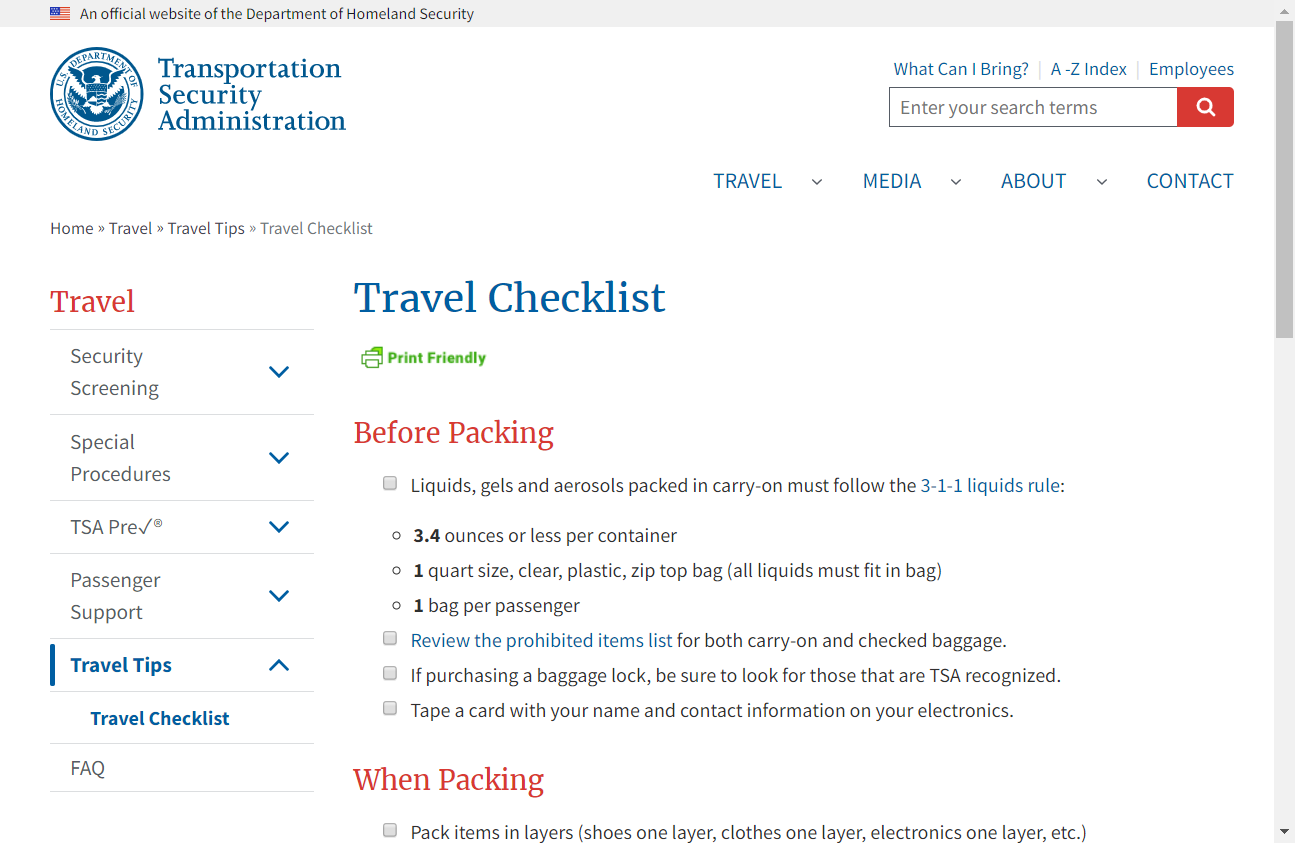 An official website of the Department of Homeland Security
U.S. DEPARTMENT OF HOMELAND SECURITY
Transportation
Security
Administration
What Can I Bring? A -Z Index Employees
Enter your search terms
TRAVEL MEDIA ABOUT CONTACT
Home » Travel » Travel Tips » Travel Checklist
Travel
Security
Screening
Special
Procedures
TSA Pre✓®
Passenger
Support
Travel Tips
Travel Checklist
FAQ
Travel Checklist
Print Friendly
Before Packing
Liquids, gels and aerosols packed in carry-on must follow the 3-1-1 liquids rule:
3.4 ounces or less per container
1 quart size, clear, plastic, zip top bag (all liquids must fit in bag)
1 bag per passenger
Review the prohibited items list for both carry-on and checked baggage.
If purchasing a baggage lock, be sure to look for those that are TSA recognized.
Tape a card with your name and contact information on your electronics.
When Packing
Pack items in layers (shoes one layer, clothes one layer, electronics one layer, etc.)